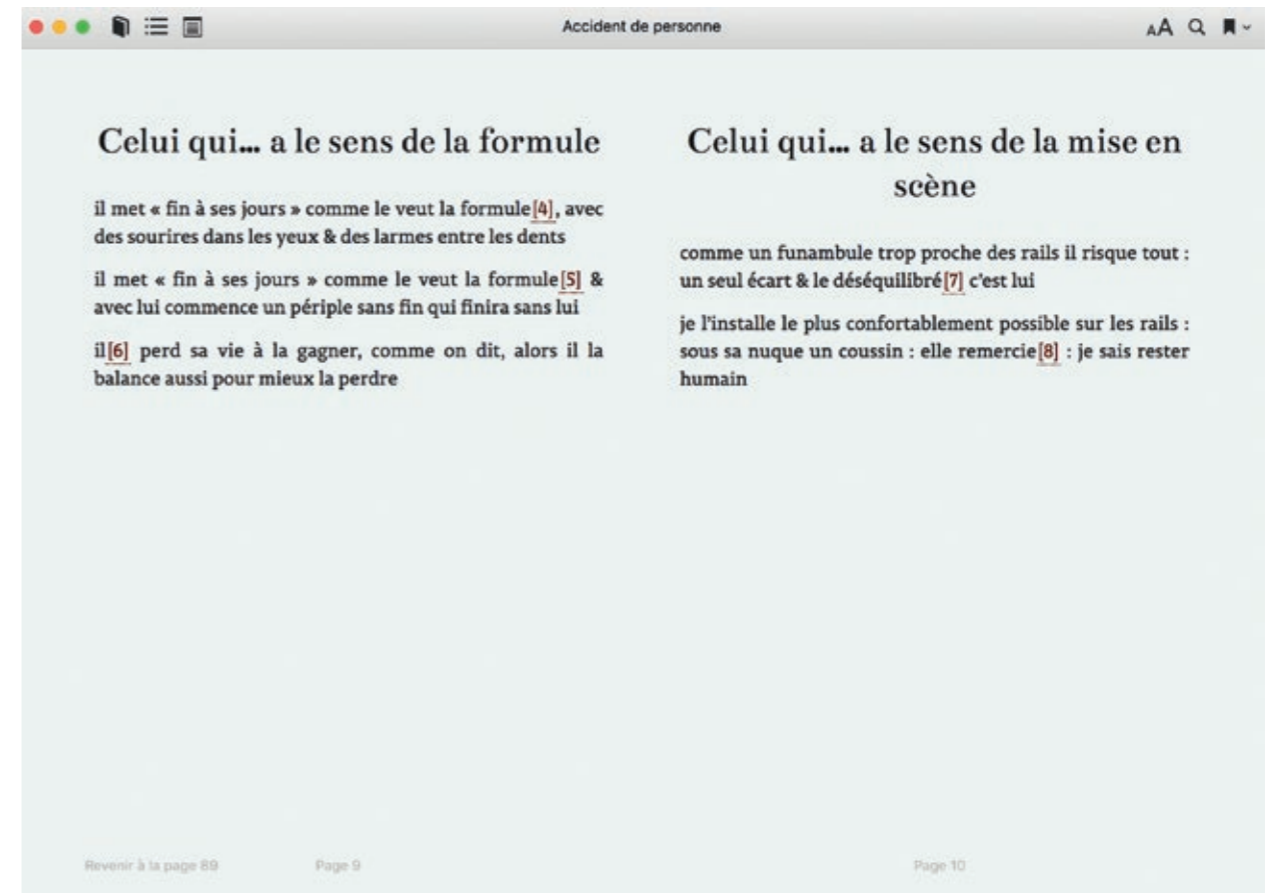 Accident de personne
AA
Celui qui... a le sens de la formule
il met « fin à ses jours » comme le veut la formule[4], avec
des sourires dans les yeux & des larmes entre les dents
il met « fin à ses jours » comme le veut la formule[5] &
avec lui commence un périple sans fin qui finira sans lui
il[6] perd sa vie à la gagner, comme on dit, alors il la
balance aussi pour mieux la perdre
Revenir à la page 89
Page 9
Celui qui... a le sens de la mise en
scène
comme un funambule trop proche des rails il risque tout :
un seul écart & le déséquilibré[7] c'est lui
je l'installe le plus confortablement possible sur les rails :
sous sa nuque un coussin : elle remercie[8] : je sais rester
humain
Page 10